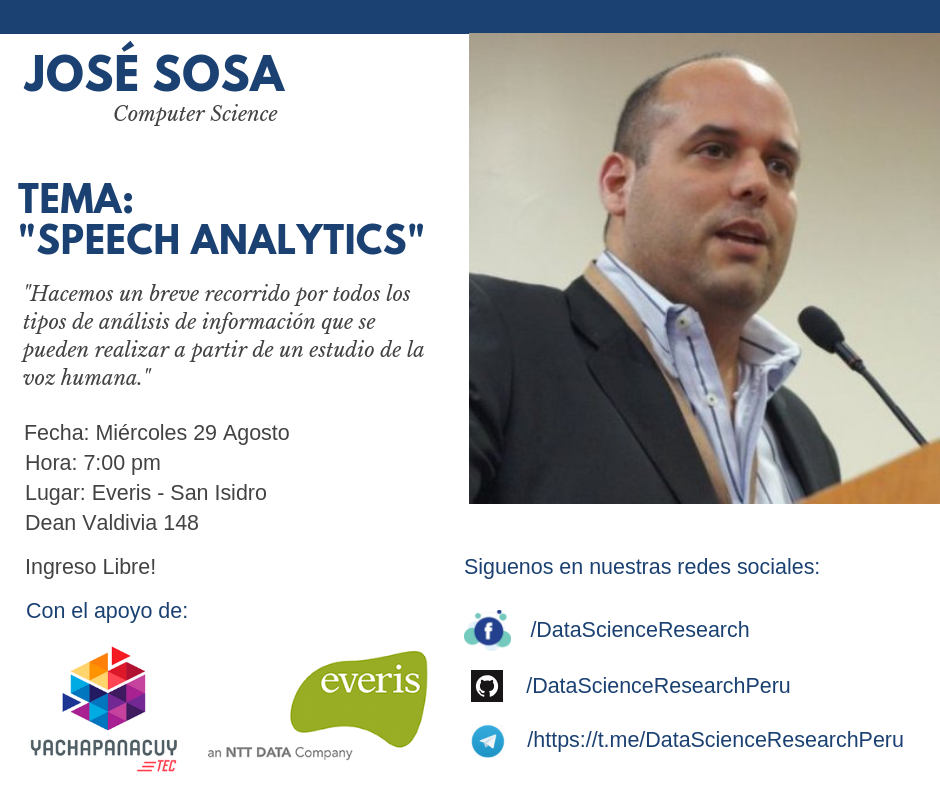 JOSÉ SOSA
Computer Science
TEMA:
"SPEECH ANALYTICS"
"Hacemos un breve recorrido por todos los
tipos de análisis de información que se
pueden realizar a partir de un estudio de la
voz humana."
Fecha: Miércoles 29 Agosto
Hora: 7:00 pm
Lugar: Everis - San Isidro
Dean Valdivia 148
Ingreso Libre!
Con el apoyo de:
YACHAPANACUY
TEC
everis
an NTT DATA Company
Siguenos en nuestras redes sociales:
/DataScienceResearch
/DataScienceResearchPeru
/https://t.me/DataScienceResearchPeru